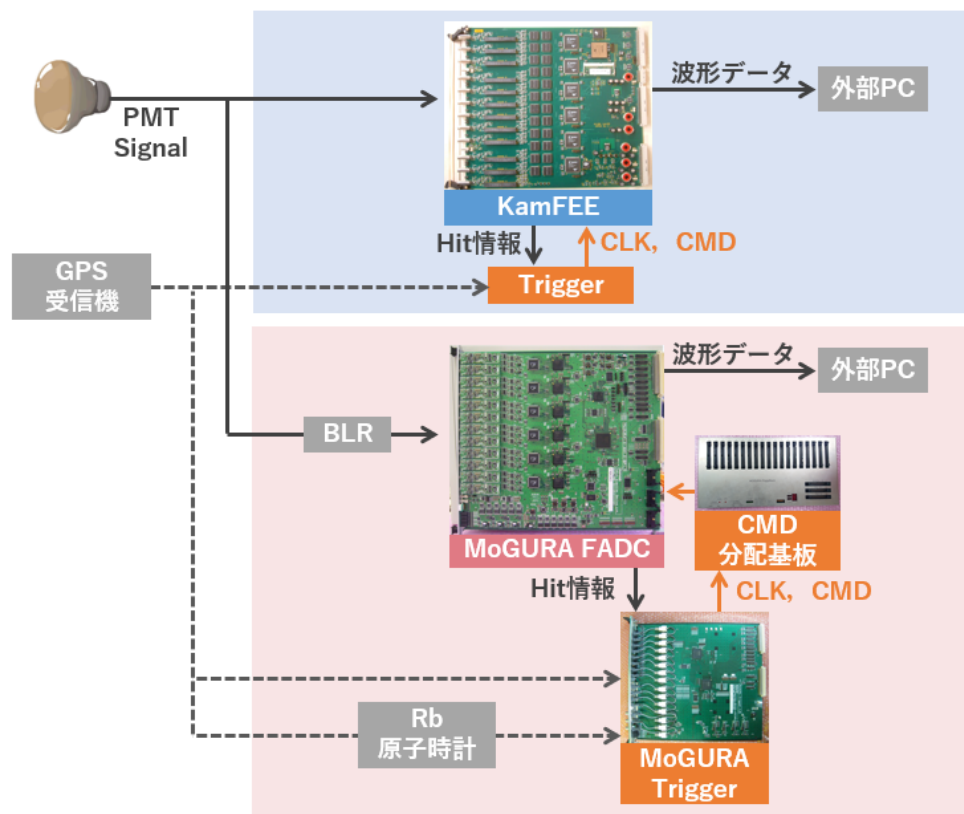 PMT
Signal
KamFEE
波形データ
外部PC
Hit情報
CLK, CMD
Trigger
GPS
受信機
BLR
MoGURA FADC
波形データ
外部PC
CMD
分配基板
Hit情報
CLK, CMD
Rb
原子時計
MoGURA
Trigger